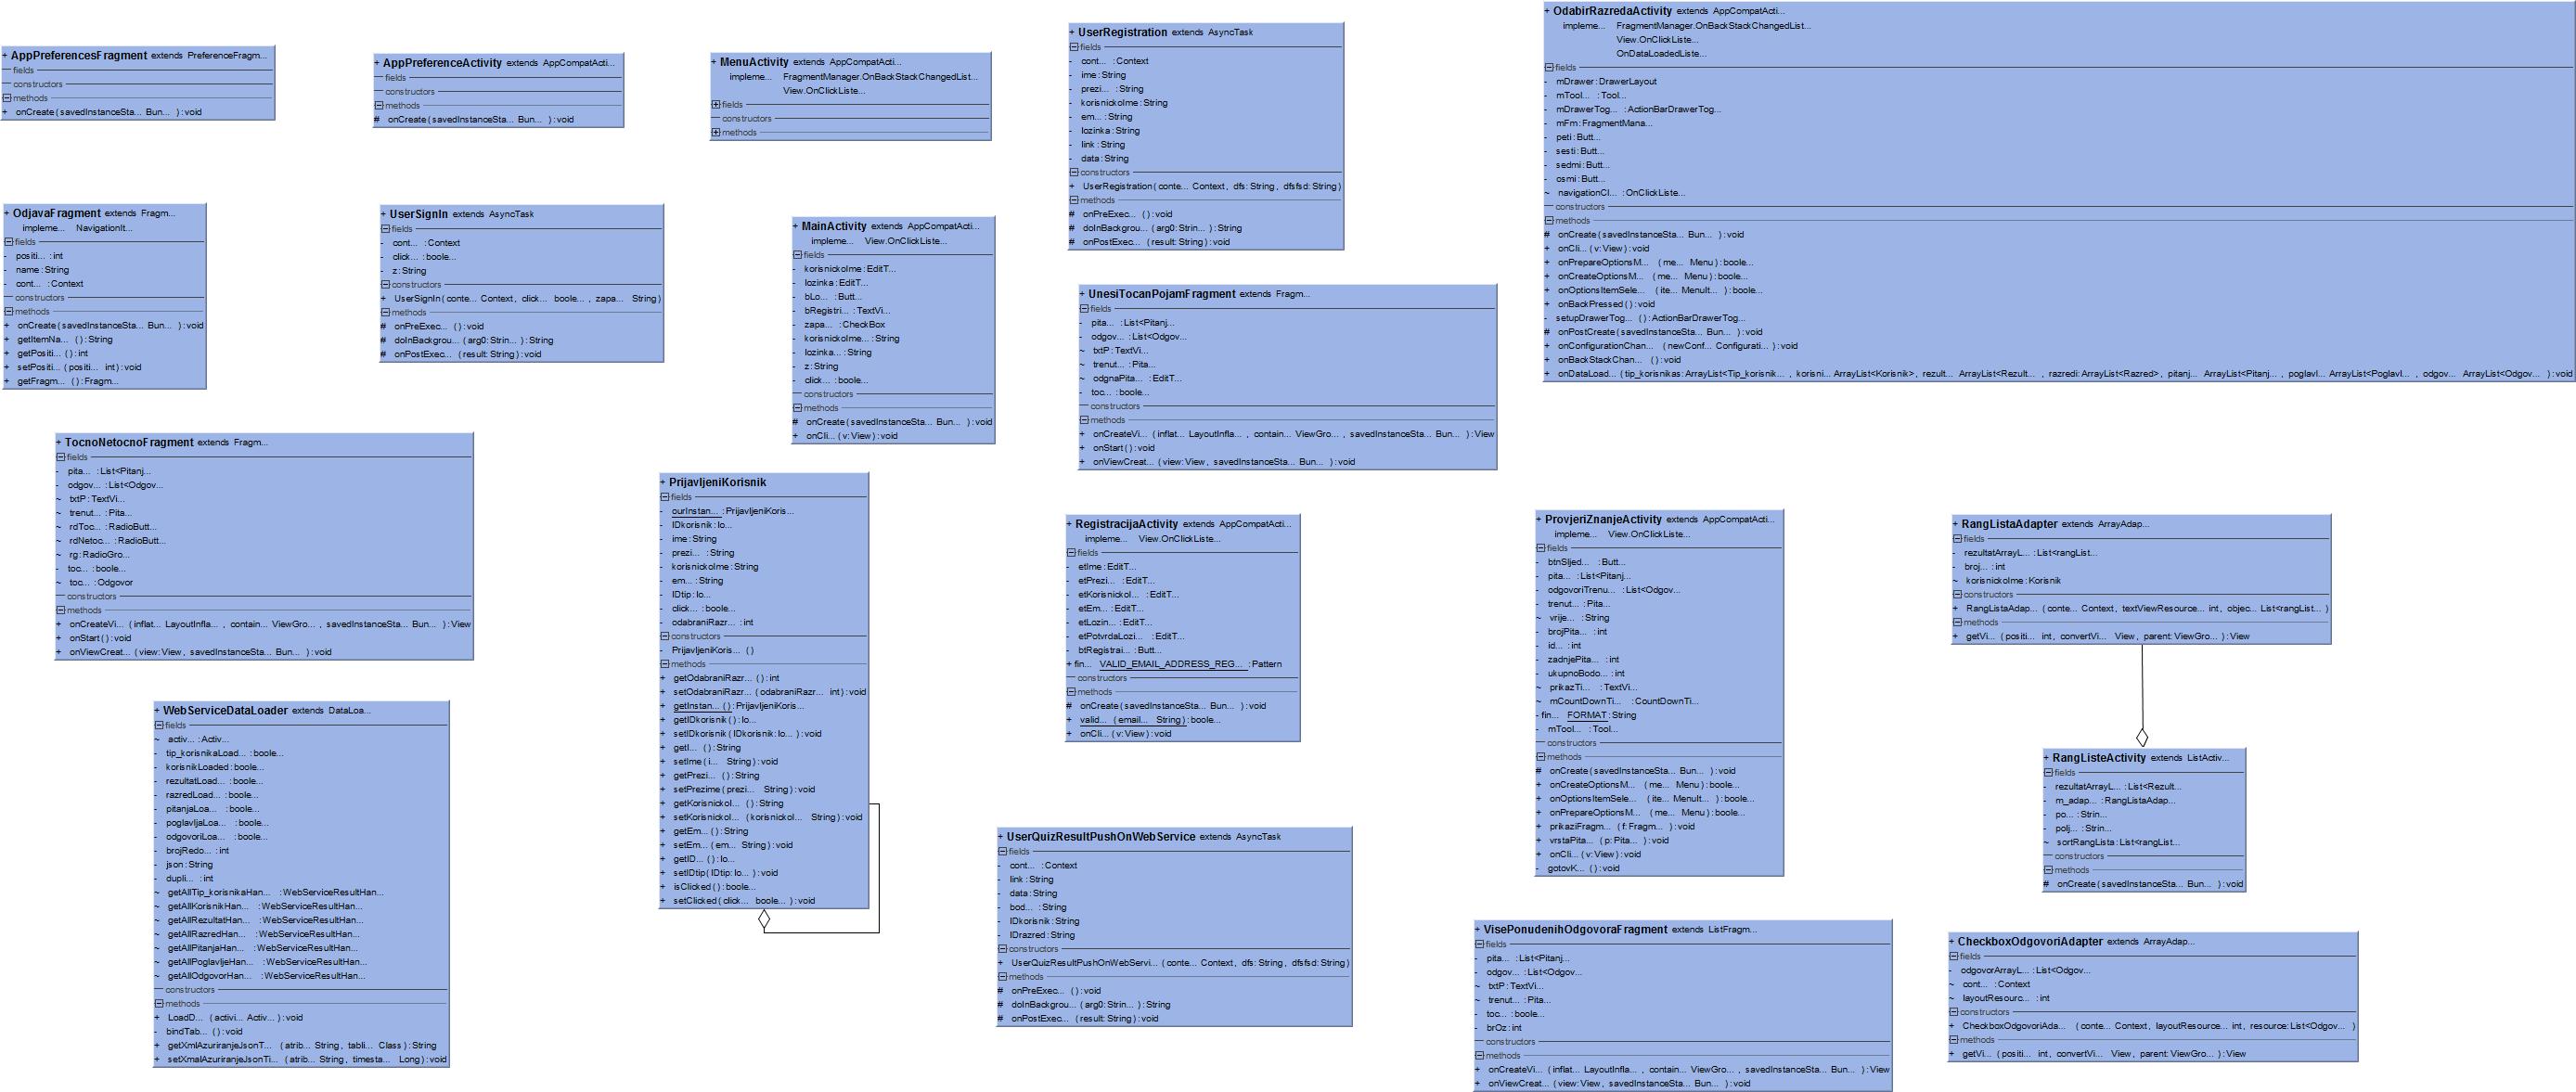 + AppPreferencesFragment extends PreferenceFragm...
fields
constructors
methods
+ onCreate(savedInstanceSta... Bun... ):void
+ AppPreferenceActivity extends AppCompatActi...
fields
constructors
methods
# onCreate(savedInstanceSta... Bun... ):void
+ MenuActivity extends AppCompatActi...
impleme... FragmentManager.OnBackStackChangedList...
View.OnClickListe...
fields
constructors
methods
+ UserRegistration extends AsyncTask
fields
- cont... :Context
- ime:String
- prezi... :String
- korisnickoIme:String
- em... :String
- lozinka:String
- link:String
- data:String
constructors
+ UserRegistration(conte... Context, dfs:String, dfsfsd:String)
methods
# onPreExec... ():void
# doInBackgrou... (arg0:Strin... ):String
# onPostExec... (result:String):void
+ OdabirRazredaActivity extends AppCompatActi...
impleme... FragmentManager.OnBackStackChangedList...
View.OnClickListe...
OnDataLoadedListe...
fields
- mDrawer:DrawerLayout
- mTool... :Tool...
- mDrawerTog... :ActionBarDrawerTog...
- mFm:FragmentMana...
- peti:Butt...
- sesti:Butt...
- sedmi:Butt...
- osmi:Butt...
~ navigationCl... :OnClickListe...
constructors
methods
# onCreate(savedInstanceSta... Bun... ):void
+ onCli... (v:View):void
+ onPrepareOptionsM... (me... Menu):boole...
+ onCreateOptionsM... (me... Menu):boole...
+ onOptionsItemSele... (ite... MenuIt... ):boole...
+ onBackPressed():void
- setupDrawerTog... ():ActionBarDrawerTog...
# onPostCreate(savedInstanceSta... Bun... ):void
+ onConfigurationChan... (newConf... Configurati... ):void
+ onBackStackChan... ():void
+ onDataLoad... (tip_korisnikas:ArrayList<Tip_korisnik... , korisni... ArrayList<Korisnik>, rezult... ArrayList<Rezult... , razredi:ArrayList<Razred>, pitanj... ArrayList<Pitanj... , poglavl... ArrayList<Poglavl... , odgov... ArrayList<Odgov... ):void
+ OdjavaFragment extends Fragm...
impleme... NavigationIt...
fields
- positi... :int
- name:String
- cont... :Context
constructors
methods
+ onCreate(savedInstanceSta... Bun... ):void
+ getItemNa... ():String
+ getPositi... ():int
+ setPositi... (positi... int):void
+ getFragm... ():Fragm...
+ UserSignIn extends AsyncTask
fields
- cont... :Context
- click... :boole...
- z:String
constructors
+ UserSignIn(conte... Context, click... boole... , zapa... String)
methods
# onPreExec... ():void
# doInBackgrou... (arg0:Strin... ):String
# onPostExec... (result:String):void
+ MainActivity extends AppCompatActi...
impleme... View.OnClickListe...
fields
- korisnickoIme:EditT...
- lozinka:EditT...
- bLo... :Butt...
- bRegistri... :TextVi...
- zapa... :CheckBox
- korisnickoIme... :String
- lozinka... :String
- z:String
- click... :boole...
constructors
methods
# onCreate(savedInstanceSta... Bun... ):void
+ onCli... (v:View):void
+ UnesiTocanPojamFragment extends Fragm...
fields
- pita... :List<Pitanj...
- odgov... :List<Odgov...
~ txtP:TextVi...
~ trenut... :Pita...
~ odgnaPita... :EditT...
- toc... :boole...
constructors
methods
+ onCreateVi... (inflat... LayoutInfla... , contain... ViewGro... , savedInstanceSta... Bun... ):View
+ onStart():void
+ onViewCreat... (view:View, savedInstanceSta... Bun... ):void
+ TocnoNetocnoFragment extends Fragm...
fields
- pita... :List<Pitanj...
- odgov... :List<Odgov...
~ txtP:TextVi...
~ trenut... :Pita...
~ rdToc... :RadioButt...
~ rdNetoc... :RadioButt...
~ rg:RadioGro...
- toc... :boole...
~ toc... :Odgovor
constructors
methods
+ onCreateVi... (inflat... LayoutInfla... , contain... ViewGro... , savedInstanceSta... Bun... ):View
+ onStart():void
+ onViewCreat... (view:View, savedInstanceSta... Bun... ):void
+ PrijavljeniKorisnik
fields
- ourInstan... :PrijavljeniKoris...
- IDkorisnik:lo...
- ime:String
- prezi... :String
- korisnickoIme:String
- em... :String
- IDtip:lo...
- click... :boole...
- odabraniRazr... :int
constructors
- PrijavljeniKoris... ()
methods
+ getOdabraniRazr... ():int
+ setOdabraniRazr... (odabraniRazr... int):void
+ getInstan... ():PrijavljeniKoris...
+ getIDkorisnik():lo...
+ setIDkorisnik(IDkorisnik:lo... ):void
+ getI... ():String
+ setIme(i... String):void
+ getPrezi... ():String
+ setPrezime(prezi... String):void
+ getKorisnickoI... ():String
+ setKorisnickoI... (korisnickoI... String):void
+ getEm... ():String
+ setEm... (em... String):void
+ getID... ():lo...
+ setIDtip(IDtip:lo... ):void
+ isClicked():boole...
+ setClicked(click... boole... ):void
+ RegistracijaActivity extends AppCompatActi...
impleme... View.OnClickListe...
fields
- etIme:EditT...
- etPrezi... :EditT...
- etKorisnickoI... :EditT...
- etEm... :EditT...
- etLozin... :EditT...
- etPotvrdaLozi... :EditT...
- btRegistrai... :Butt...
+ fin... VALID_EMAIL_ADDRESS_REG... :Pattern
constructors
methods
# onCreate(savedInstanceSta... Bun... ):void
+ valid... (email... String):boole...
+ onCli... (v:View):void
+ ProvjeriZnanjeActivity extends AppCompatActi...
impleme... View.OnClickListe...
fields
- btnSljed... :Butt...
- pita... :List<Pitanj...
- odgovoriTrenu... :List<Odgov...
- trenut... :Pita...
~ vrije... :String
- brojPita... :int
- id... :int
- zadnjePita... :int
- ukupnoBodo... :int
~ prikazTi... :TextVi...
~ mCountDownTi... :CountDownTi...
- fin... FORMAT:String
- mTool... :Tool...
constructors
methods
# onCreate(savedInstanceSta... Bun... ):void
+ onCreateOptionsM... (me... Menu):boole...
+ onOptionsItemSele... (ite... MenuIt... ):boole...
+ onPrepareOptionsM... (me... Menu):boole...
+ prikaziFragm... (f:Fragm... ):void
+ vrstaPita... (p:Pita... ):void
+ onCli... (v:View):void
- gotovK... ():void
+ RangListaAdapter extends ArrayAdap...
fields
- rezultatArrayL... :List<rangList...
- broj... :int
~ korisnickoIme:Korisnik
constructors
+ RangListaAdap... (conte... Context, textViewResource... int, objec... List<rangList... )
methods
+ getVi... (positi... int, convertVi... View, parent:ViewGro... ):View
+ WebServiceDataLoader extends DataLoa...
fields
~ activ... :Activ...
- tip_korisnikaLoad... :boole...
- korisnikLoaded:boole...
- rezultatLoad... :boole...
- razredLoad... :boole...
- pitanjaLoa... :boole...
- poglavljaLoa... :boole...
- odgovoriLoa... :boole...
- brojRedo... :int
- json:String
- dupli... :int
~ getAllTip_korisnikaHan... :WebServiceResultHan...
~ getAllKorisnikHan... :WebServiceResultHan...
~ getAllRezultatHan... :WebServiceResultHan...
~ getAllRazredHan... :WebServiceResultHan...
~ getAllPitanjaHan... :WebServiceResultHan...
~ getAllPoglavljeHan... :WebServiceResultHan...
~ getAllOdgovorHan... :WebServiceResultHan...
constructors
methods
+ LoadD... (activi... Activ... ):void
- bindTab... ():void
+ getXmlAzuriranjeJsonT... (atrib... String, tabli... Class):String
+ setXmalAzuriranjeJsonTi... (atrib... String, timesta... Long):void
+ UserQuizResultPushOnWebService extends AsyncTask
fields
- cont... :Context
- link:String
- data:String
- bod... :String
- IDkorisnik:String
- IDrazred:String
constructors
+ UserQuizResultPushOnWebServi... (conte... Context, dfs:String, dfsfsd:String)
methods
# onPreExec... ():void
# doInBackgrou... (arg0:Strin... ):String
# onPostExec... (result:String):void
+ RangListeActivity extends ListActiv...
fields
- rezultatArrayL... :List<Rezult...
- m_adap... :RangListaAdap...
- po... :Strin...
- polj... :Strin...
~ sortRangLista:List<rangList...
constructors
methods
# onCreate(savedInstanceSta... Bun... ):void
+ VisePonudenihOdgovoraFragment extends ListFragm...
fields
- pita... :List<Pitanj...
- odgov... :List<Odgov...
~ txtP:TextVi...
~ trenut... :Pita...
- toc... :boole...
- brOz:int
constructors
methods
+ onCreateVi... (inflat... LayoutInfla... , contain... ViewGro... , savedInstanceSta... Bun... ):View
+ onViewCreat... (view:View, savedInstanceSta... Bun... ):void
+ CheckboxOdgovoriAdapter extends ArrayAdap...
fields
- odgovorArrayL... :List<Odgov...
~ cont... :Context
~ layoutResourc... :int
constructors
+ CheckboxOdgovoriAda... (conte... Context, layoutResource... int, resource:List<Odgov... )
methods
+ getVi... (positi... int, convertVi... View, parent:ViewGro... ):View